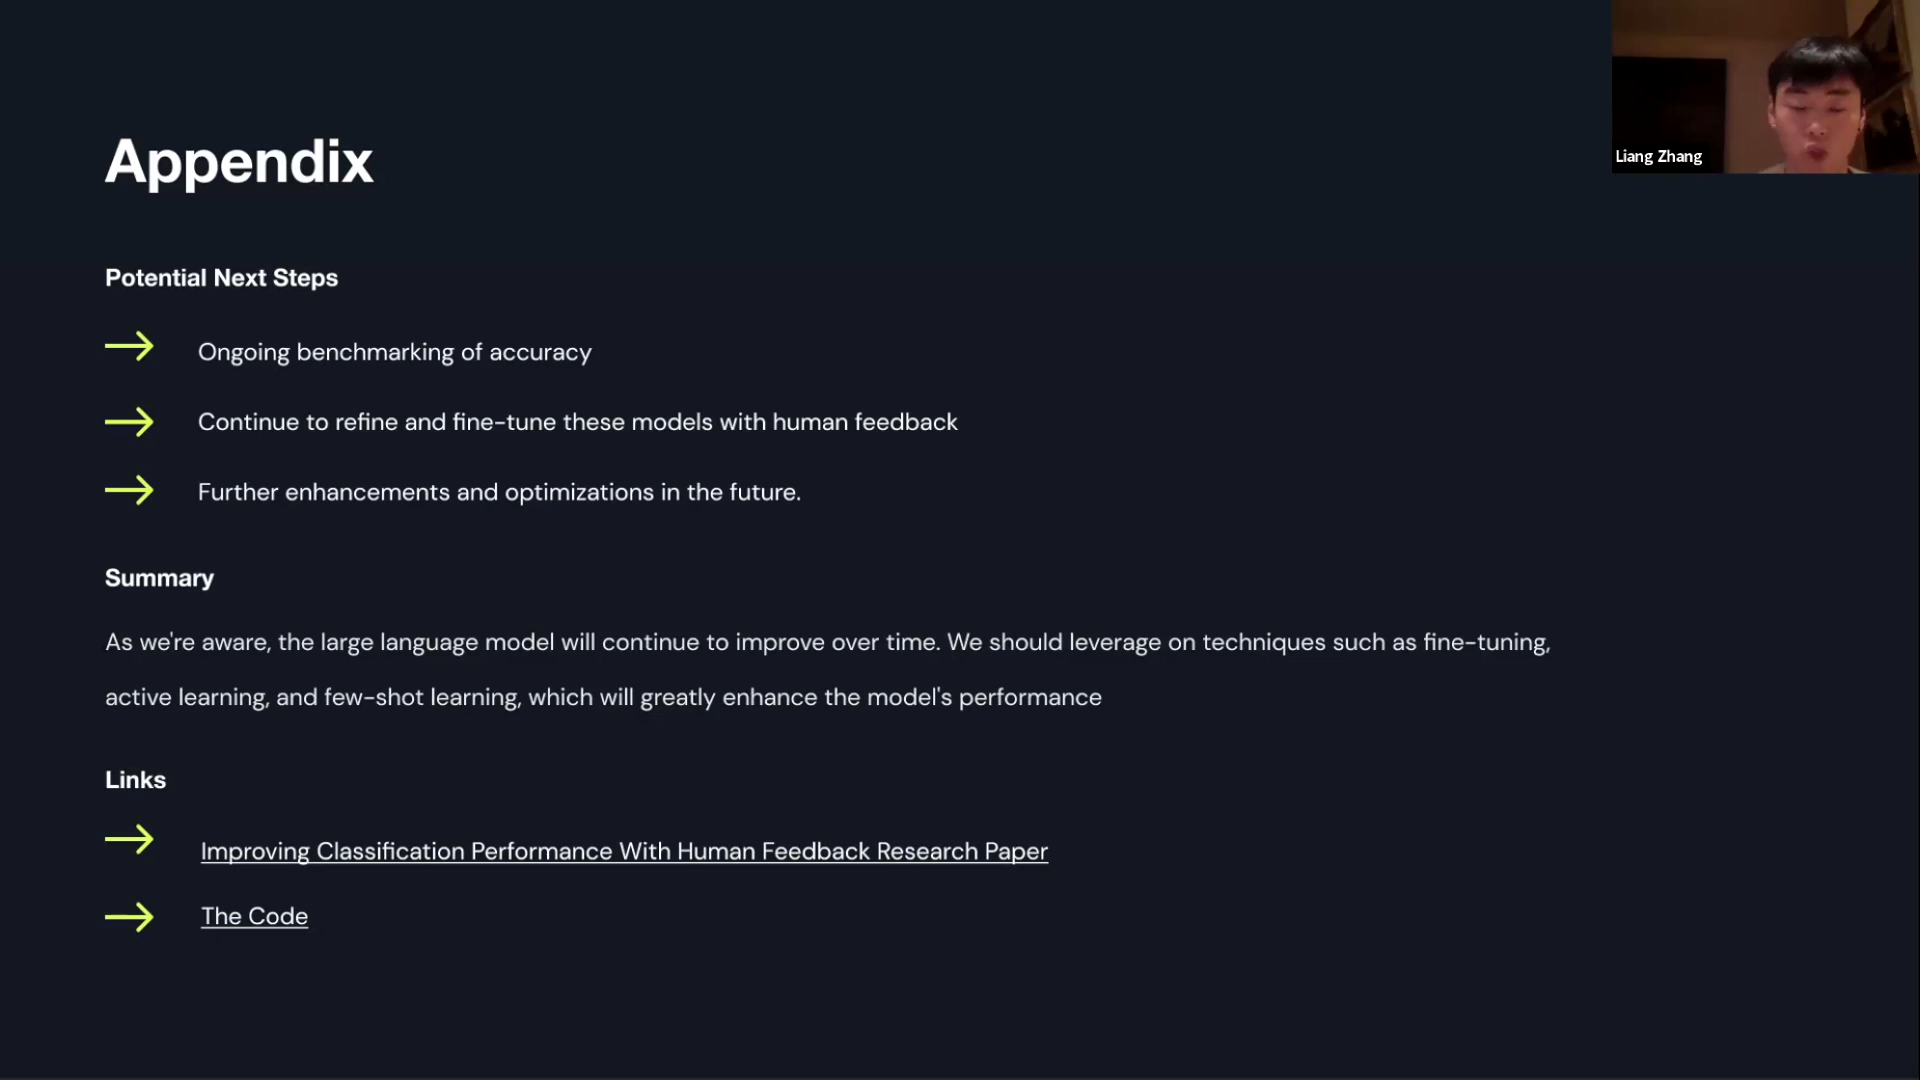 Appendix
Liang Zhang
Potential Next Steps
Ongoing benchmarking of accuracy
Continue to refine and fine-tune these models with human feedback
Further enhancements and optimizations in the future.
Summary
As we're aware, the large language model will continue to improve over time. We should leverage on techniques such as fine-tuning,
active learning, and few-shot learning, which will greatly enhance the model's performance
Links
Improving Classification Performance With Human Feedback Research Paper
The Code